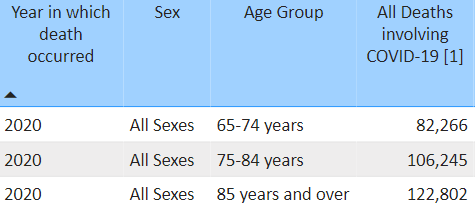 Year in which death occurred Sex Age Group All Deaths involving COVID-19 [1]
2020 All Sexes 65-74 years 82,266
2020 All Sexes 75-84 years 106,245
2020 All Sexes 85 years and over 122,802